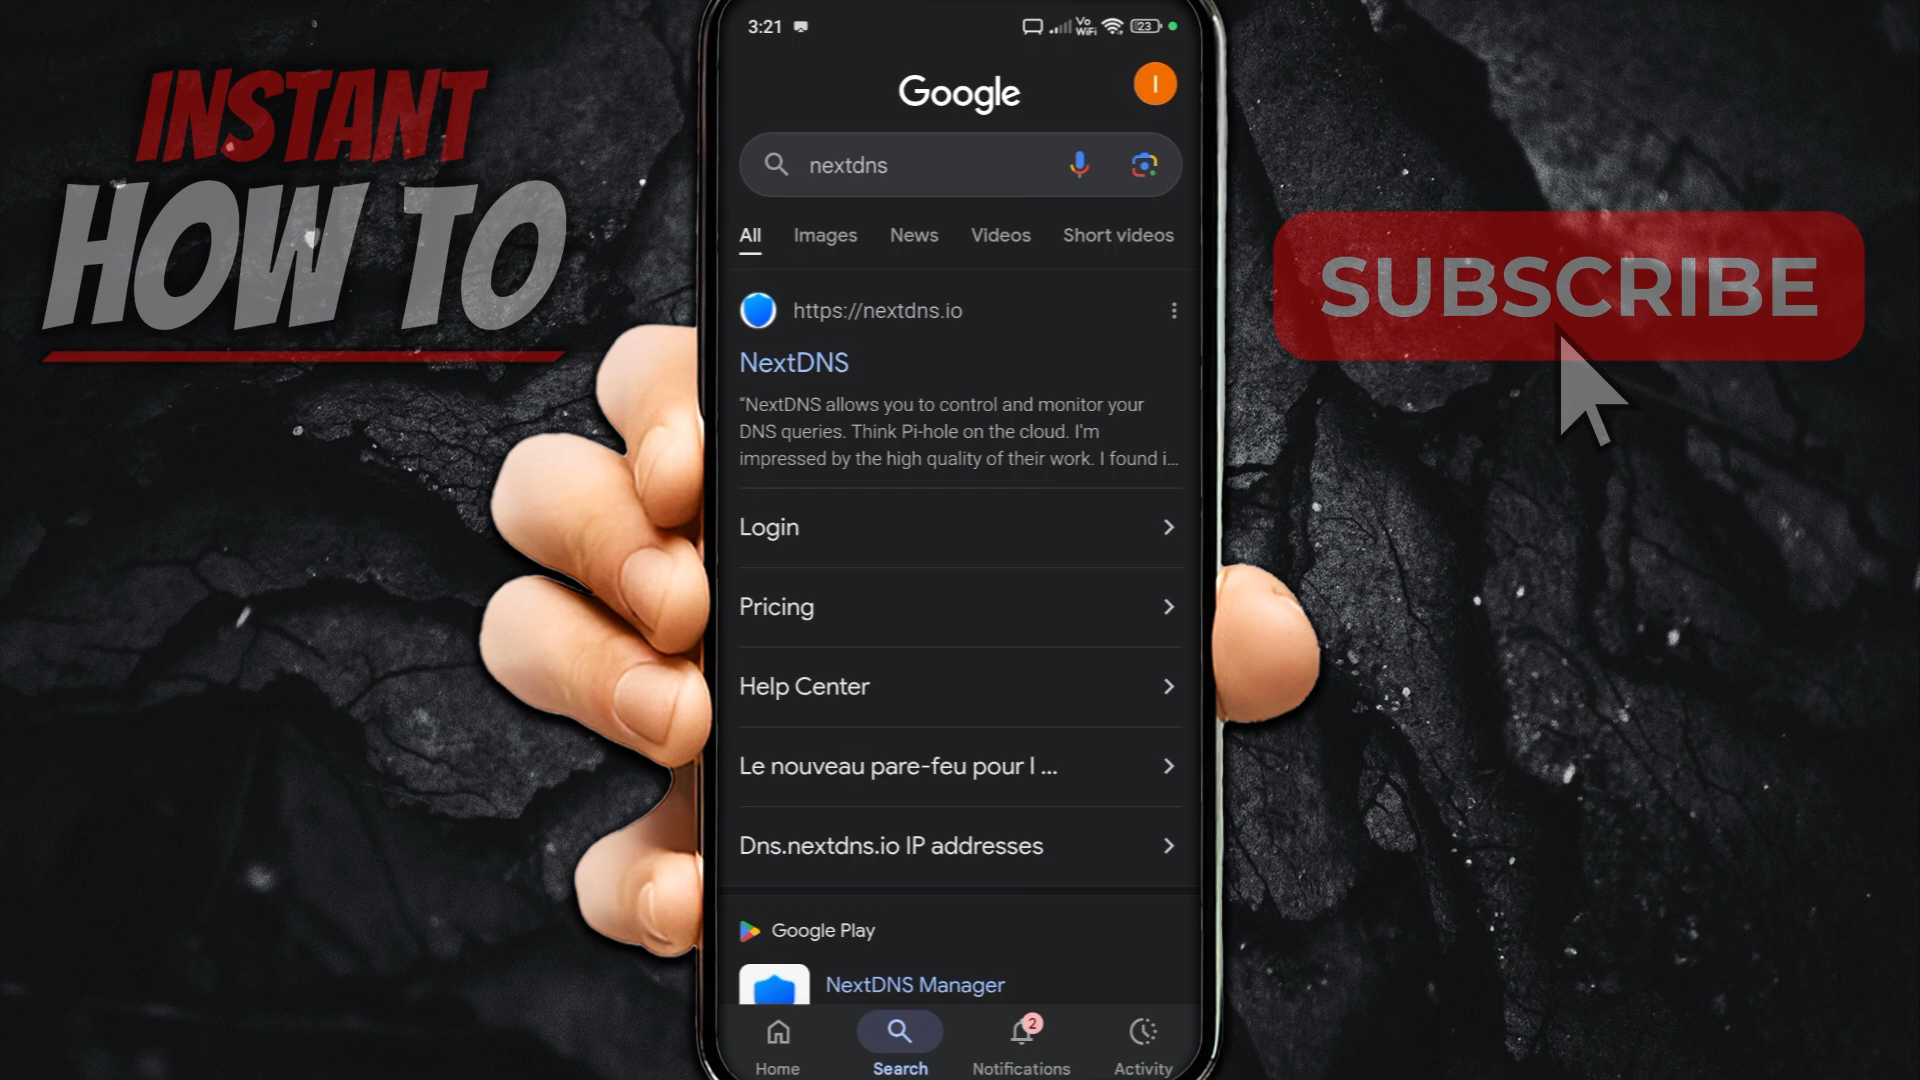 INSTANT
HOW TO
SUBSCRIBE
3:21
Vo
WiFi
23
Google
I
nextdns
All Images News Videos Short videos
https://nextdns.io
NextDNS
"NextDNS allows you to control and monitor your
DNS queries. Think Pi-hole on the cloud. I'm
impressed by the high quality of their work. I found i...
Login
Pricing
Help Center
Le nouveau pare-feu pour l ...
Dns.nextdns.io IP addresses
Google Play
NextDNS Manager
2
Home Search Notifications Activity